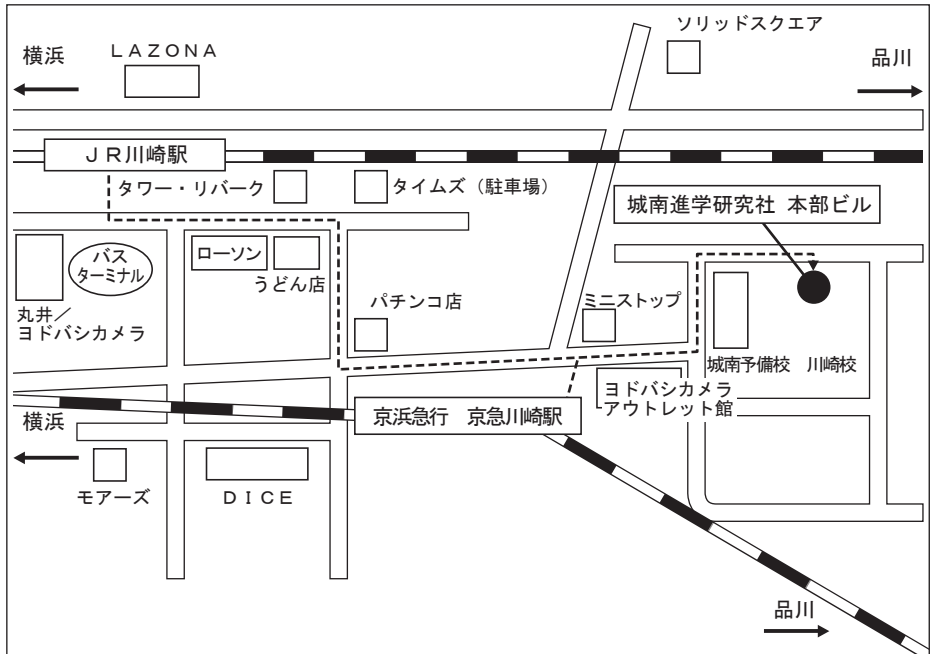 ソリッドスクエア
横浜
ＬＡＺＯＮＡ
品川
ＪＲ川崎駅
タワー・リバーク
タイムズ（駐車場）
城南進学研究社 本部ビル
バス
ターミナル
ローソン
うどん店
丸井／
ヨドバシカメラ
パチンコ店
ミニストップ
城南予備校 川崎校
ヨドバシカメラ
アウトレット館
横浜
京浜急行 京急川崎駅
モアーズ
ＤＩＣＥ
品川